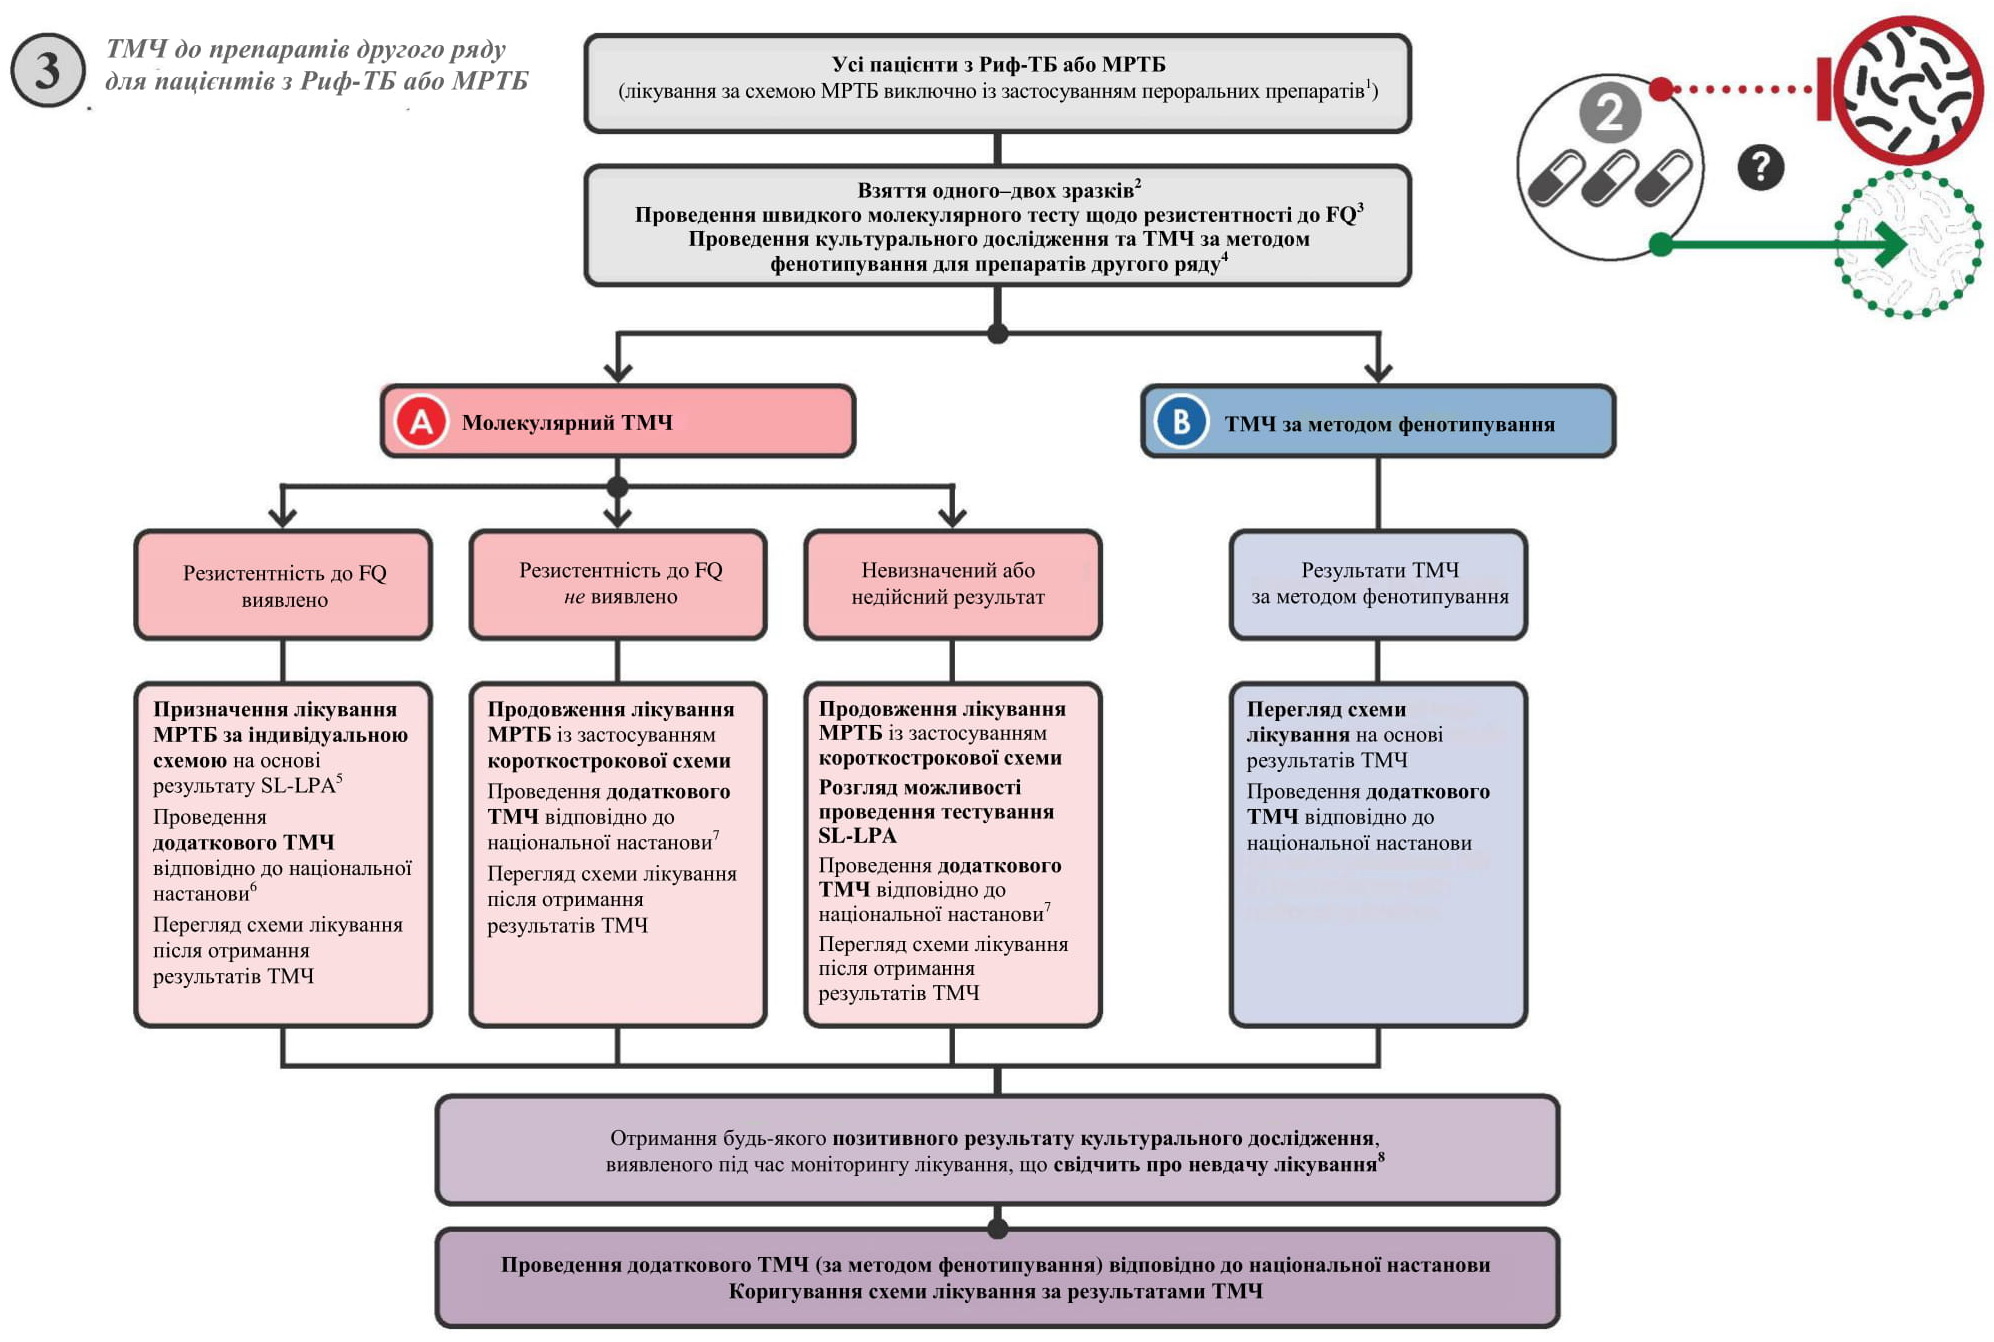 3
ТМЧ до препаратів другого ряду
для пацієнтів з Риф-ТБ або МРТБ
Усі пацієнти з Риф-ТБ або МРТБ
(лікування за схемою МРТБ виключно із застосуванням пероральних препаратів¹)
2
?
Взяття одного–двох зразків²
Проведення швидкого молекулярного тесту щодо резистентності до FQ³
Проведення культурального дослідження та ТМЧ за методом
фенотипування для препаратів другого ряду⁴
A Молекулярний ТМЧ
B ТМЧ за методом фенотипування
Резистентність до FQ
виявлено
Резистентність до FQ
не виявлено
Невизначений або
недійсний результат
Результати ТМЧ
за методом фенотипування
Призначення лікування
МРТБ за індивідуальною
схемою на основі
результату SL-LPA⁵
Проведення
додаткового ТМЧ
відповідно до національної
настанови⁶
Перегляд схеми лікування
після отримання
результатів ТМЧ
Продовження лікування
МРТБ із застосуванням
короткострокової схеми
Проведення додаткового
ТМЧ відповідно до
національної настанови⁷
Перегляд схеми лікування
після отримання
результатів ТМЧ
Продовження лікування
МРТБ із застосуванням
короткострокової схеми
Розгляд можливості
проведення тестування
SL-LPA
Проведення додаткового
ТМЧ відповідно до
національної настанови⁷
Перегляд схеми лікування
після отримання
результатів ТМЧ
Перегляд схеми
лікування на основі
результатів ТМЧ
Проведення додаткового
ТМЧ відповідно до
національної настанови
Отримання будь-якого позитивного результату культурального дослідження,
виявленого під час моніторингу лікування, що свідчить про невдачу лікування⁸
Проведення додаткового ТМЧ (за методом фенотипування) відповідно до національної настанови
Коригування схеми лікування за результатами ТМЧ